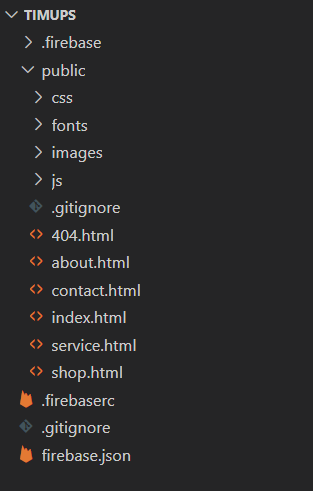 TIMUPS
.firebase
public
css
fonts
images
js
.gitignore
404.html
about.html
contact.html
index.html
service.html
shop.html
.firebaserc
.gitignore
firebase.json